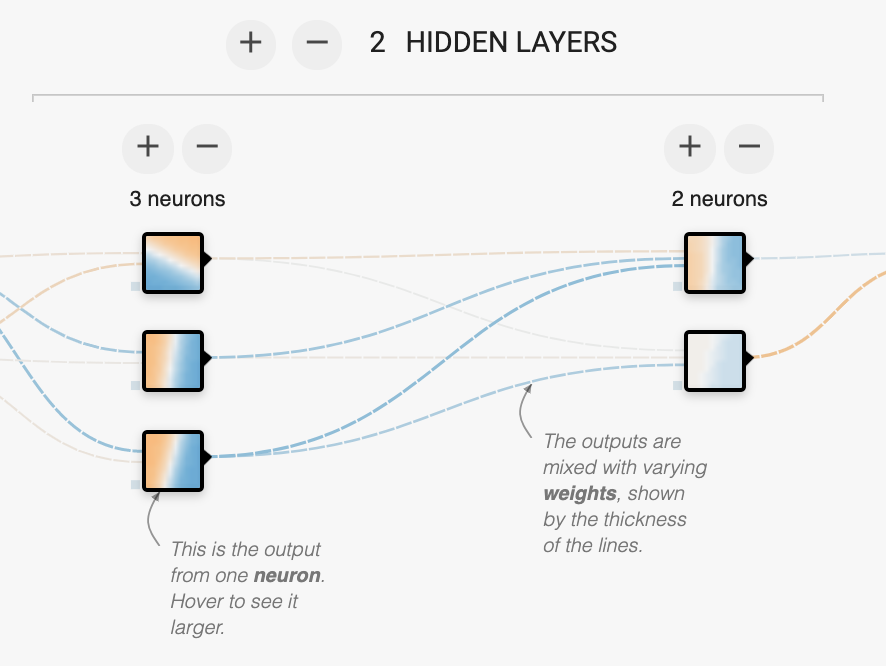 + − 2 HIDDEN LAYERS
+ − + −
3 neurons 2 neurons
The outputs are
mixed with varying
weights, shown
by the thickness
of the lines.
This is the output
from one neuron.
Hover to see it
larger.